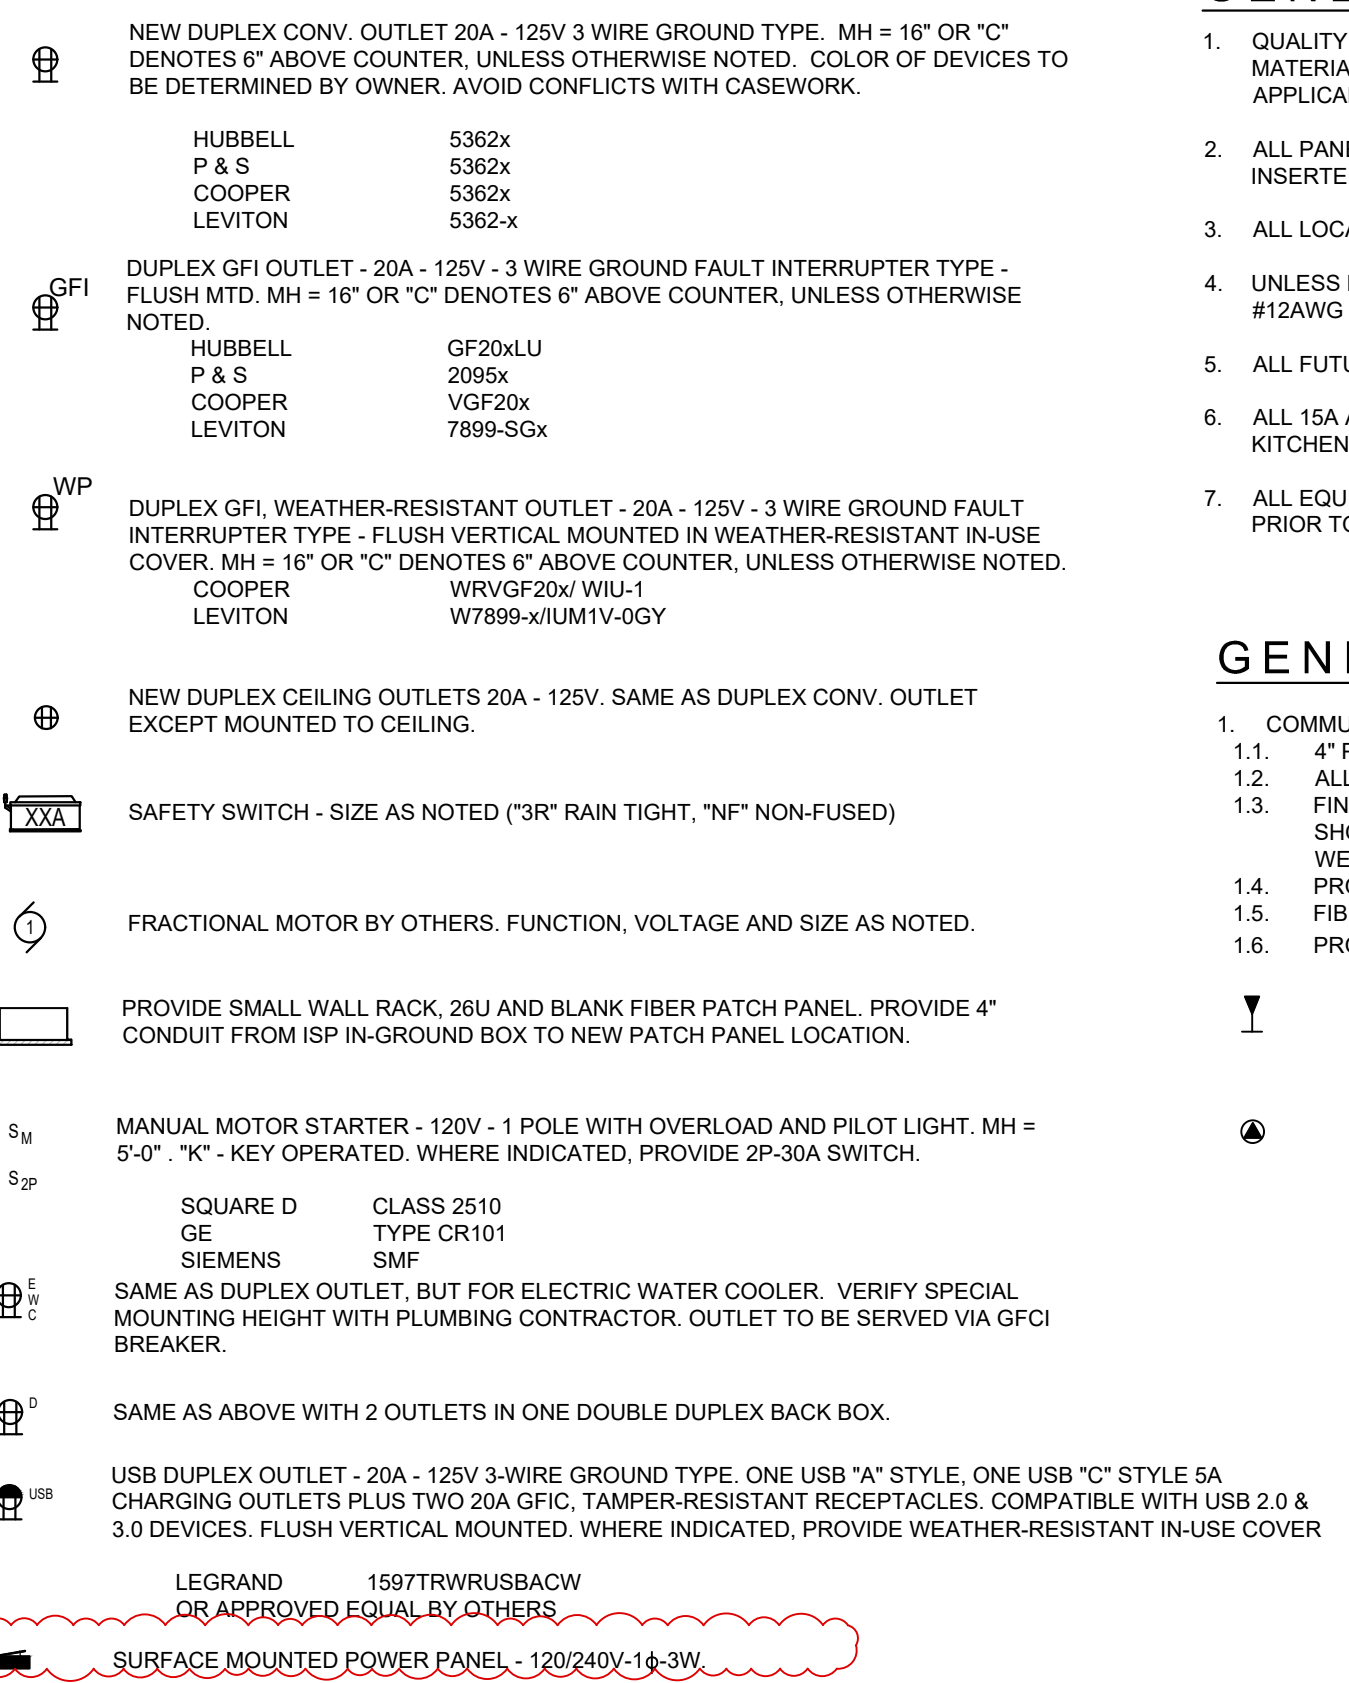 NEW DUPLEX CONV. OUTLET 20A - 125V 3 WIRE GROUND TYPE.  MH = 16" OR "C"
DENOTES 6" ABOVE COUNTER, UNLESS OTHERWISE NOTED.  COLOR OF DEVICES TO
BE DETERMINED BY OWNER. AVOID CONFLICTS WITH CASEWORK.
HUBBELL 5362x
P & S 5362x
COOPER 5362x
LEVITON 5362-x
GFI
DUPLEX GFI OUTLET - 20A - 125V - 3 WIRE GROUND FAULT INTERRUPTER TYPE -
FLUSH MTD. MH = 16" OR "C" DENOTES 6" ABOVE COUNTER, UNLESS OTHERWISE
NOTED.
HUBBELL GF20xLU
P & S 2095x
COOPER VGF20x
LEVITON 7899-SGx
WP
DUPLEX GFI, WEATHER-RESISTANT OUTLET - 20A - 125V - 3 WIRE GROUND FAULT
INTERRUPTER TYPE - FLUSH VERTICAL MOUNTED IN WEATHER-RESISTANT IN-USE
COVER. MH = 16" OR "C" DENOTES 6" ABOVE COUNTER, UNLESS OTHERWISE NOTED.
COOPER WRVGF20x/ WIU-1
LEVITON W7899-x/IUM1V-0GY
NEW DUPLEX CEILING OUTLETS 20A - 125V. SAME AS DUPLEX CONV. OUTLET
EXCEPT MOUNTED TO CEILING.
XXA
SAFETY SWITCH - SIZE AS NOTED ("3R" RAIN TIGHT, "NF" NON-FUSED)
1
FRACTIONAL MOTOR BY OTHERS. FUNCTION, VOLTAGE AND SIZE AS NOTED.
PROVIDE SMALL WALL RACK, 26U AND BLANK FIBER PATCH PANEL. PROVIDE 4"
CONDUIT FROM ISP IN-GROUND BOX TO NEW PATCH PANEL LOCATION.
SM
S2P
MANUAL MOTOR STARTER - 120V - 1 POLE WITH OVERLOAD AND PILOT LIGHT. MH =
5'-0" . "K" - KEY OPERATED. WHERE INDICATED, PROVIDE 2P-30A SWITCH.
SQUARE D CLASS 2510
GE TYPE CR101
SIEMENS SMF
E
W
C
SAME AS DUPLEX OUTLET, BUT FOR ELECTRIC WATER COOLER.  VERIFY SPECIAL
MOUNTING HEIGHT WITH PLUMBING CONTRACTOR. OUTLET TO BE SERVED VIA GFCI
BREAKER.
D
SAME AS ABOVE WITH 2 OUTLETS IN ONE DOUBLE DUPLEX BACK BOX.
USB
USB DUPLEX OUTLET - 20A - 125V 3-WIRE GROUND TYPE. ONE USB "A" STYLE, ONE USB "C" STYLE 5A
CHARGING OUTLETS PLUS TWO 20A GFIC, TAMPER-RESISTANT RECEPTACLES. COMPATIBLE WITH USB 2.0 &
3.0 DEVICES. FLUSH VERTICAL MOUNTED. WHERE INDICATED, PROVIDE WEATHER-RESISTANT IN-USE COVER
LEGRAND 1597TRWRUSBACW
OR APPROVED EQUAL BY OTHERS
SURFACE MOUNTED POWER PANEL - 120/240V-1ϕ-3W.
1. QUALITY
MATERIA
APPLICA
2. ALL PAN
INSERTE
3. ALL LOCA
4. UNLESS
#12AWG
5. ALL FUTU
6. ALL 15A
KITCHEN
7. ALL EQU
PRIOR TO
GEN
1. COMMU
1.1. 4"
1.2. ALL
1.3. FIN
SHO
WE
1.4. PRO
1.5. FIB
1.6. PRO